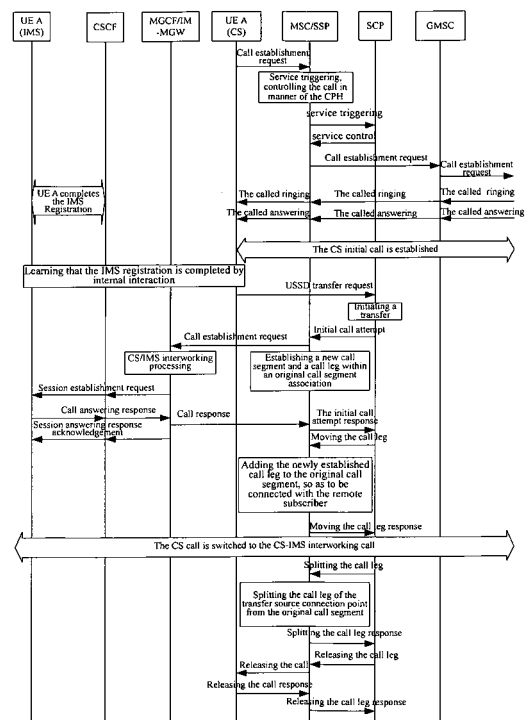 UE A
(IMS)
CSCF
MGCF/IM
-MGW
UE A
(CS)
MSC/SSP
SCP
GMSC
Call establishment
request
Service triggering,
controlling the call in
manner of the CPH
service triggering
service control
Call establishment request
Call establishment
request
The called ringing
The called ringing
The called ringing
UE A completes
the IMS
Registration
The called answering
The called answering
The called answering
The CS initial call is established
Learning that the IMS registration is completed by
internal interaction
USSD transfer request
Initiating a
transfer
Initial call attempt
Call establishment request
CS/IMS interworking
processing
Establishing a new call
segment and a call leg within
an original call segment
association
Session establishment request
Call answering response
Call response
The initial call
attempt response
Session answering response
acknowledgement
Moving the call leg
Adding the newly established
call leg to the original call
segment, so as to be
connected with the remote
subscriber
Moving the call leg response
The CS call is switched to the CS-IMS interworking call
Splitting the call leg
Splitting the call leg of the
transfer source connection point
from the original call segment
Splitting the call leg response
Releasing the call leg
Releasing the call
Releasing the call response
Releasing the call leg response